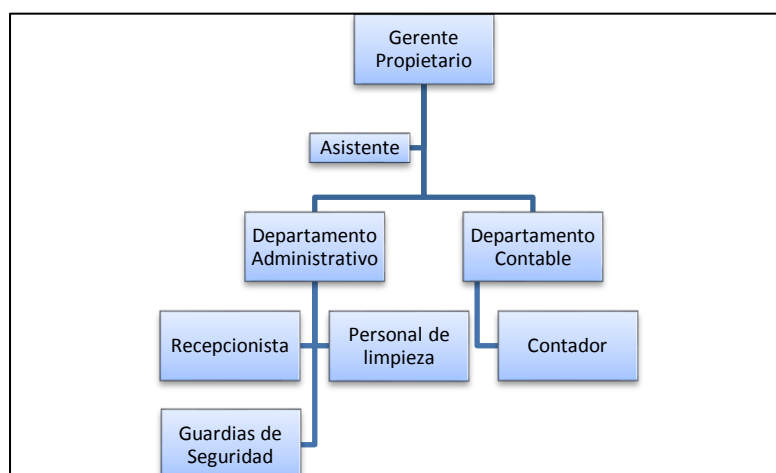 Gerente
Propietario
Asistente
Departamento
Administrativo
Departamento
Contable
Recepcionista
Personal de
limpieza
Contador
Guardias de
Seguridad